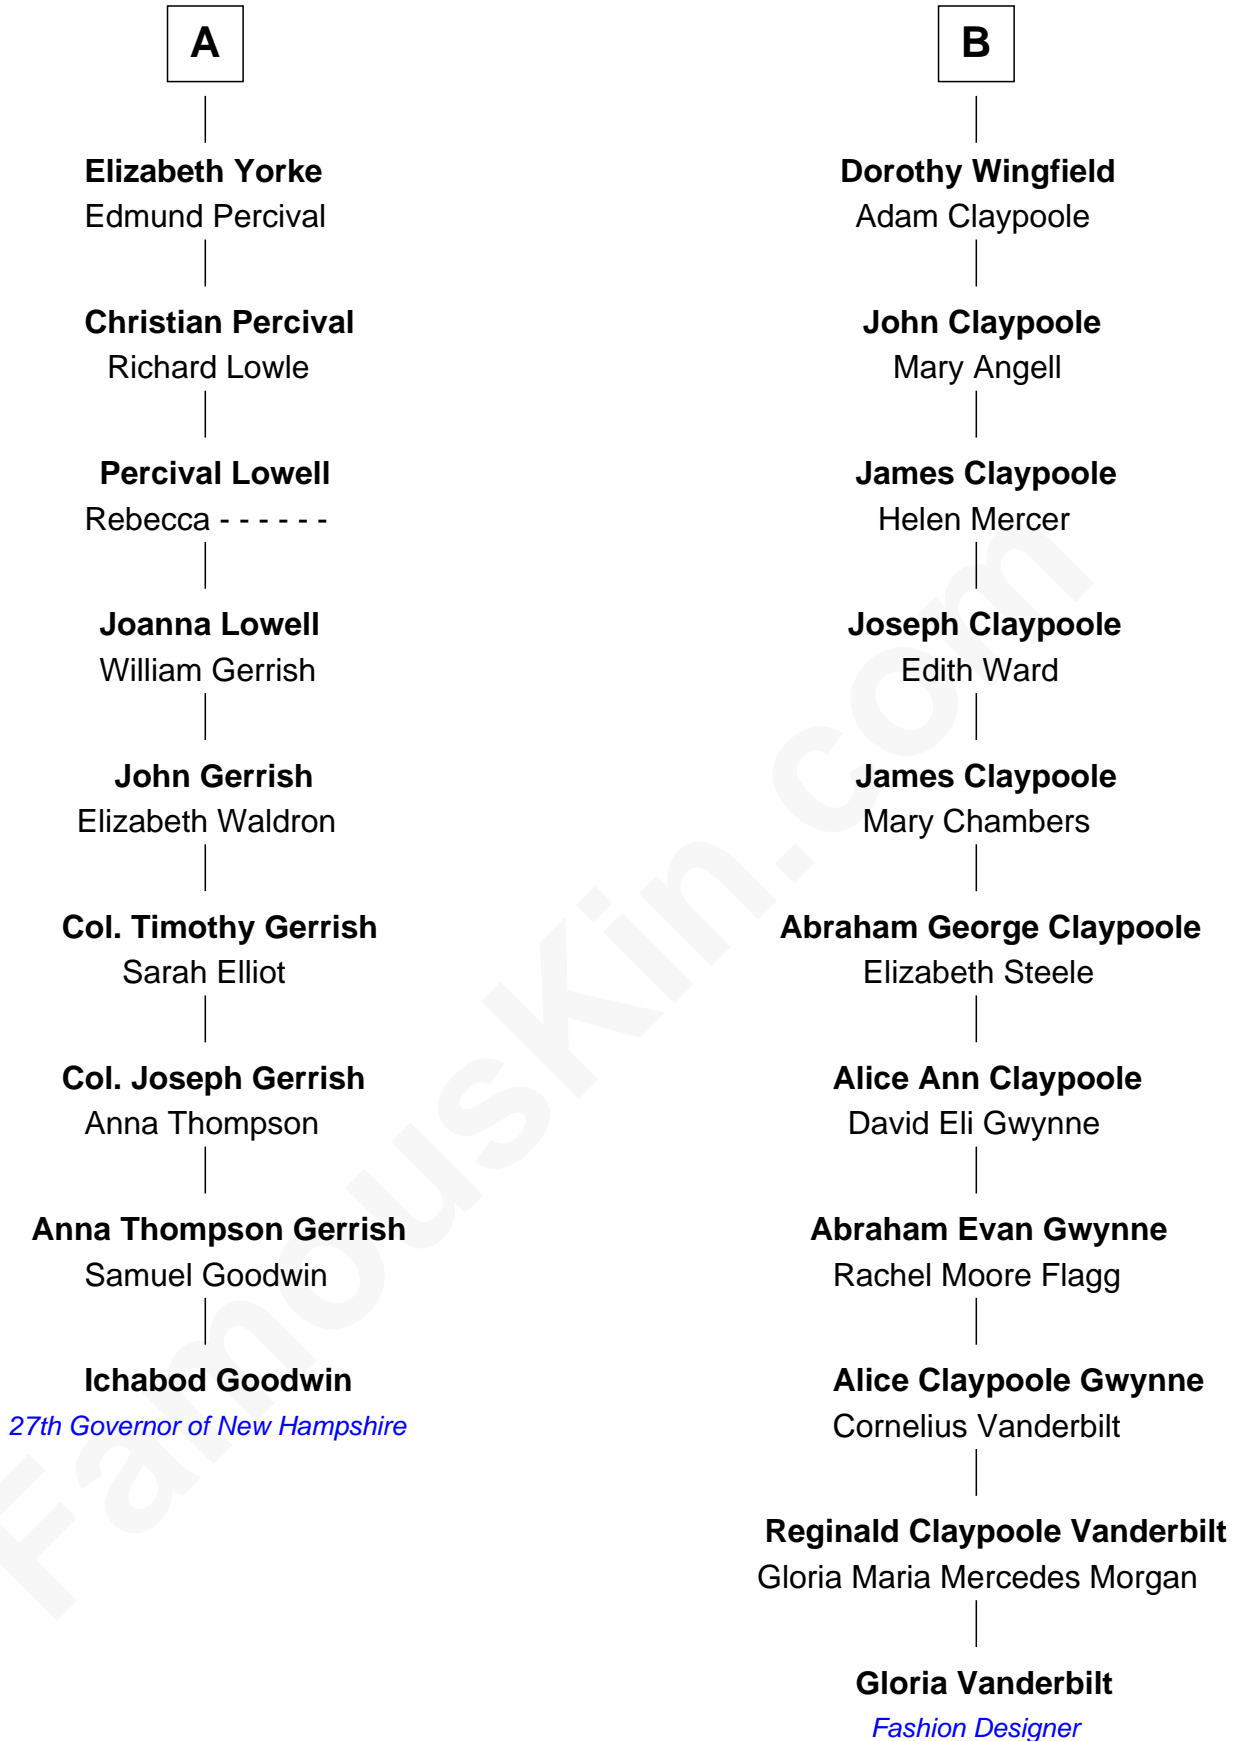 A
Elizabeth Yorke
Edmund Percival
Christian Percival
Richard Lowle
Percival Lowell
Rebecca - - - - - -
Joanna Lowell
William Gerrish
John Gerrish
Elizabeth Waldron
Col. Timothy Gerrish
Sarah Elliot
Col. Joseph Gerrish
Anna Thompson
Anna Thompson Gerrish
Samuel Goodwin
Ichabod Goodwin
27th Governor of New Hampshire
B
Dorothy Wingfield
Adam Claypoole
John Claypoole
Mary Angell
James Claypoole
Helen Mercer
Joseph Claypoole
Edith Ward
James Claypoole
Mary Chambers
Abraham George Claypoole
Elizabeth Steele
Alice Ann Claypoole
David Eli Gwynne
Abraham Evan Gwynne
Rachel Moore Flagg
Alice Claypoole Gwynne
Cornelius Vanderbilt
Reginald Claypoole Vanderbilt
Gloria Maria Mercedes Morgan
Gloria Vanderbilt
Fashion Designer
FamousKin.com